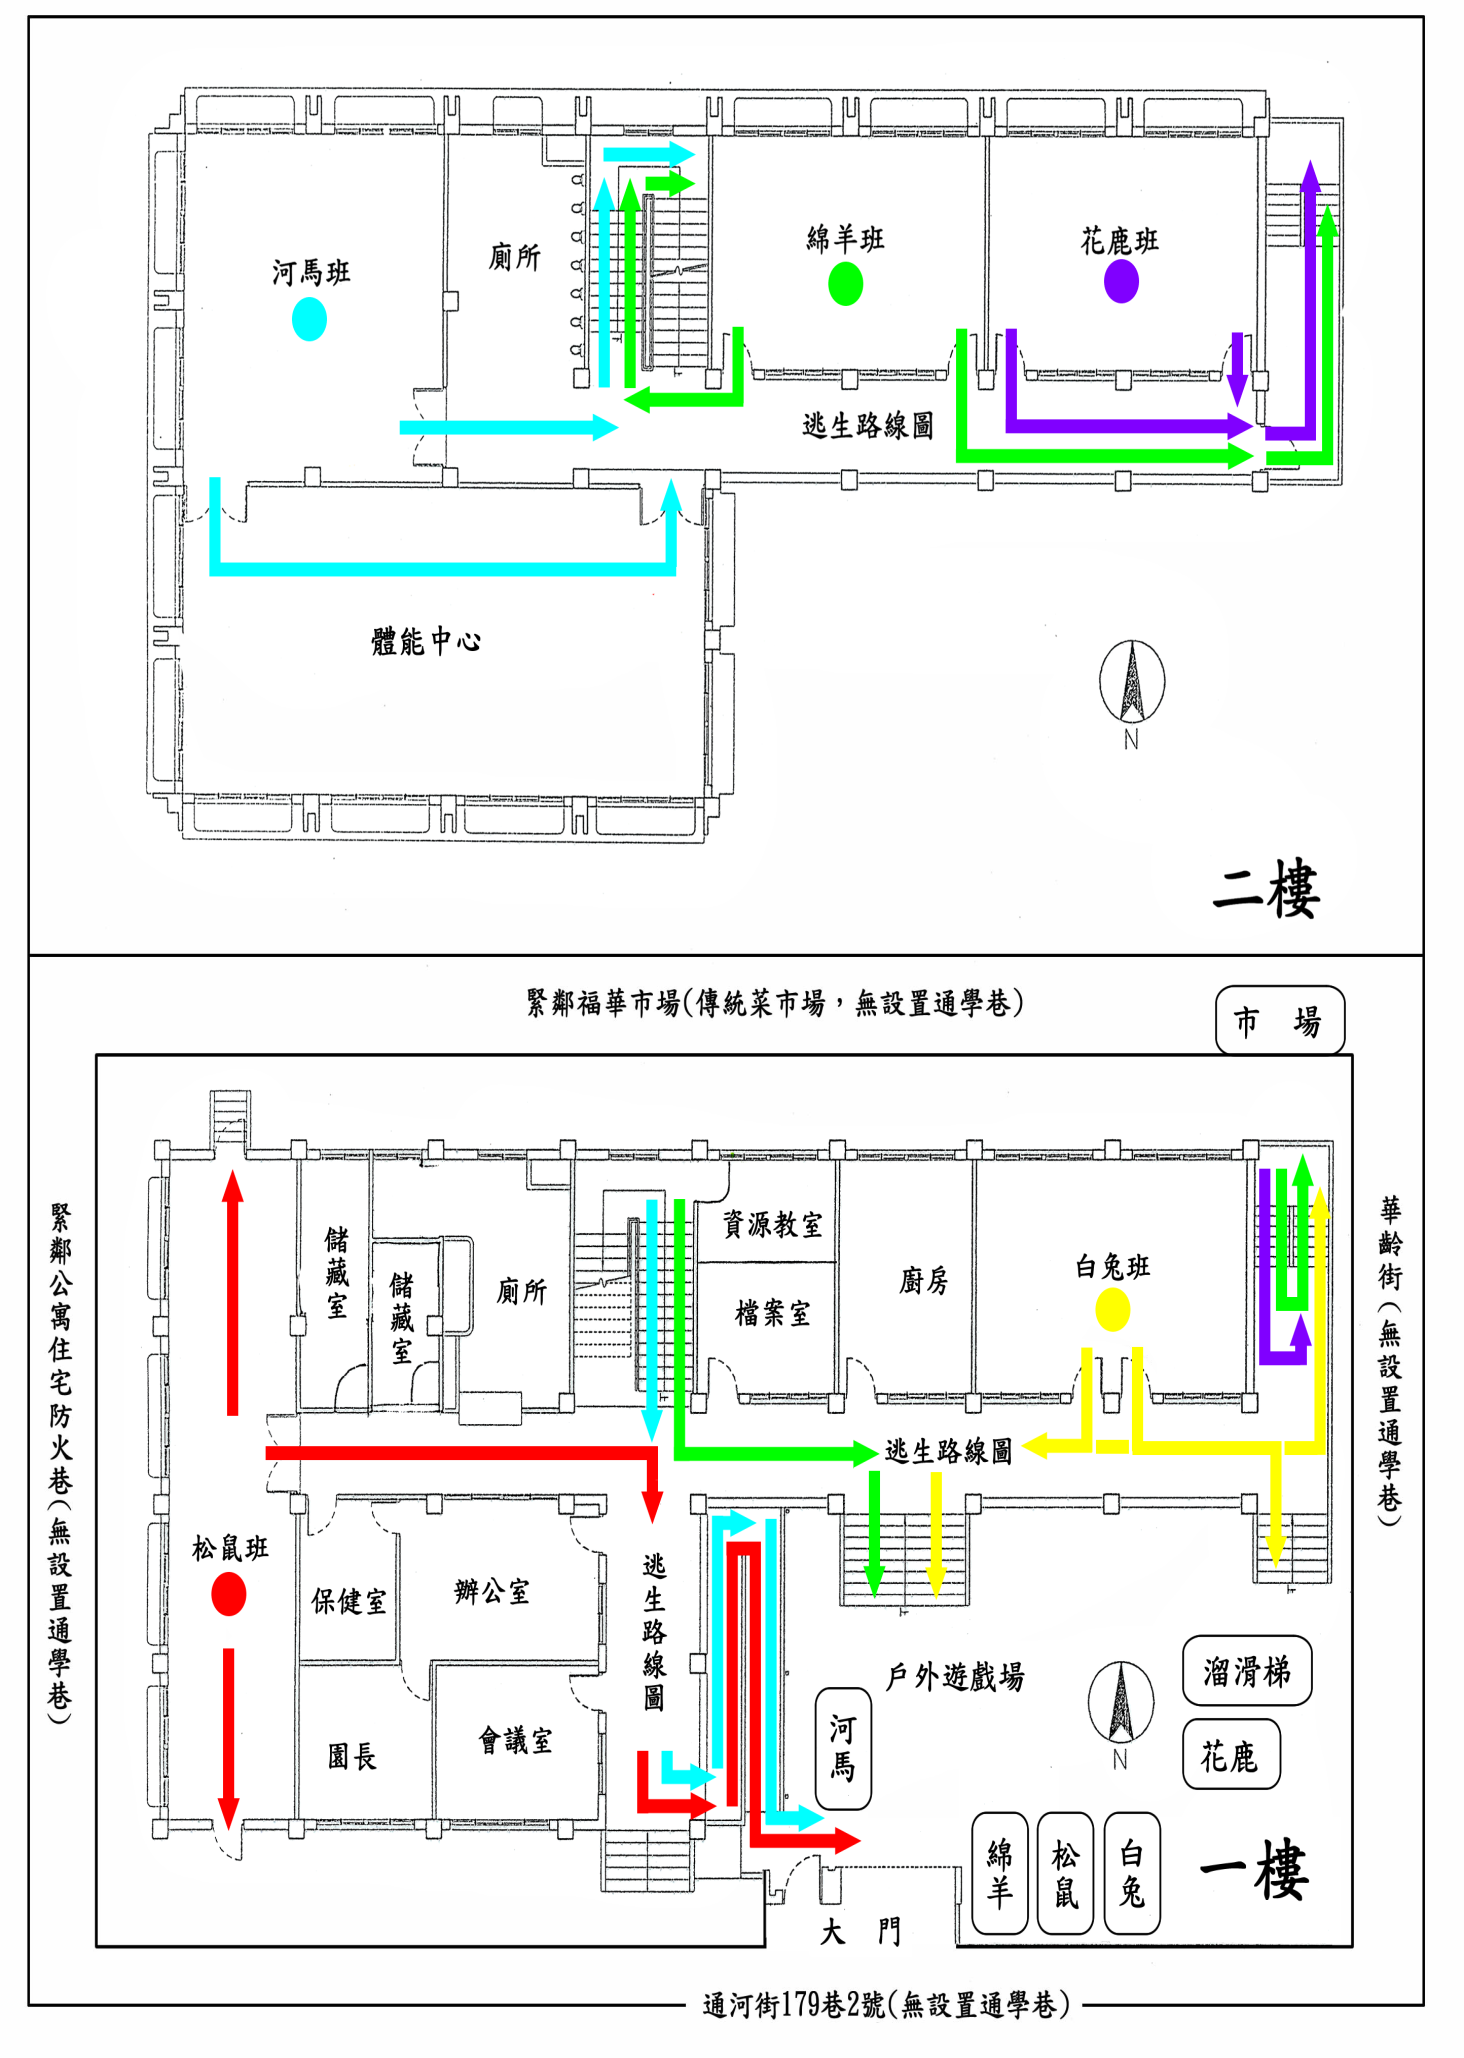 河馬班
廁所
綿羊班
花鹿班
逃生路線圖
體能中心
N
二樓
緊鄰福華市場(傳統菜市場，無設置通學巷)
市 場
緊鄰公寓住宅防火巷(無設置通學巷)
華齡街(無設置通學巷)
儲藏室
儲藏室
廁所
資源教室
檔案室
廚房
白兔班
逃生路線圖
松鼠班
保健室
辦公室
逃生路線圖
園長
會議室
戶外遊戲場
河馬
N
溜滑梯
花鹿
綿羊
松鼠
白兔
一樓
大 門
通河街179巷2號(無設置通學巷)